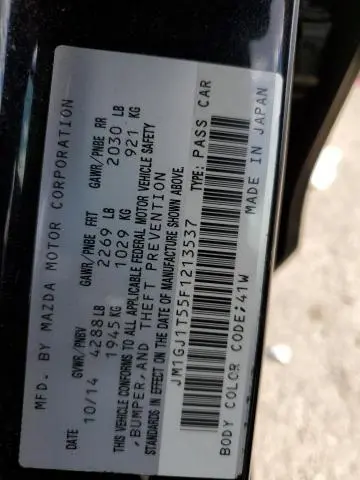 MFD. BY MAZDA MOTOR CORPORATION
DATE GVWR/PNBV GAWR/PNBE FRT GAWR/PNBE RR
10/14 4288LB 2269 LB 2030 LB
1945KG 1029 KG 921 KG
THIS VEHICLE CONFORMS TO ALL FEDERAL MOTOR VEHICLE SAFETY
,BUMPER,AND THEFT PREVENTION
STANDARDS IN EFFECT ON THE DATE OF MANUFACTURE SHOWN ABOVE.
JM1GJ1T55F1213537 TYPE: PASS CAR
BODY COLOR CODE;41W MADE IN JAPAN